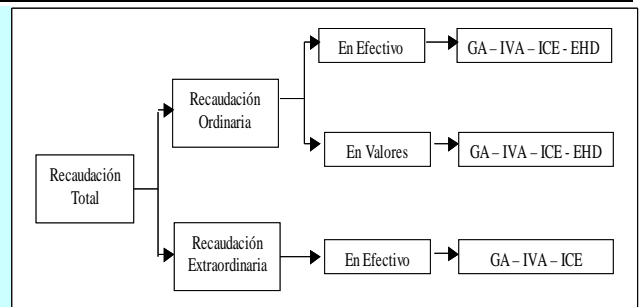 En Efectivo
GA – IVA – ICE - EHD
Recaudación
Ordinaria
En Valores
GA – IVA – ICE - EHD
Recaudación
Total
Recaudación
Extraordinaria
En Efectivo
GA – IVA – ICE